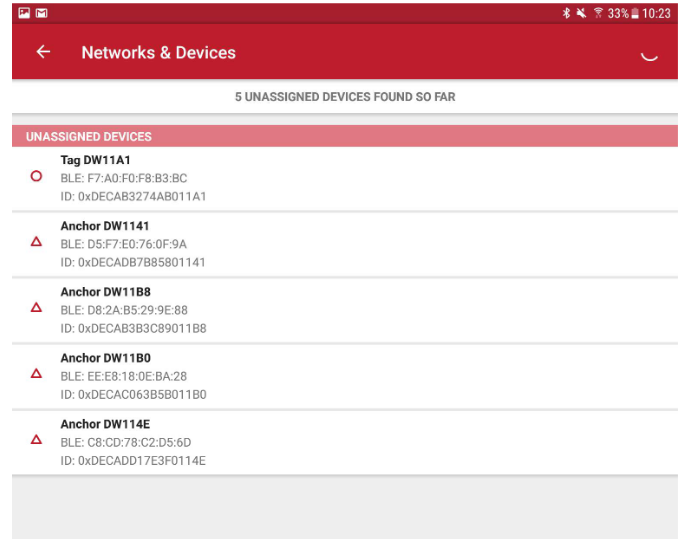 33% 10:23
Networks & Devices
5 UNASSIGNED DEVICES FOUND SO FAR
UNASSIGNED DEVICES
Tag DW11A1
BLE: F7:A0:F0:F8:B3:BC
ID: 0xDECAB3274AB011A1
Anchor DW1141
BLE: D5:F7:E0:76:0F:9A
ID: 0xDECADB7B85801141
Anchor DW11B8
BLE: D8:2A:B5:29:9E:88
ID: 0xDECAB3B3C89011B8
Anchor DW11B0
BLE: EE:E8:18:0E:BA:28
ID: 0xDECAC063B5B011B0
Anchor DW114E
BLE: C8:CD:78:C2:D5:6D
ID: 0xDECADD17E3F0114E